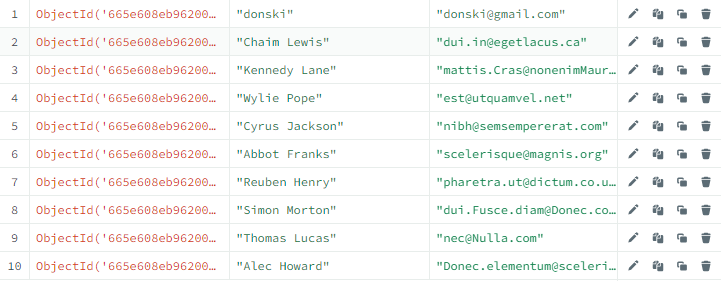 1 ObjectId('665e608eb96200… "donski" "donski@gmail.com"
2 ObjectId('665e608eb96200… "Chaim Lewis" "dui.in@egetlacus.ca"
3 ObjectId('665e608eb96200… "Kennedy Lane" "mattis.Cras@nonenimMaur…
4 ObjectId('665e608eb96200… "Wylie Pope" "est@utquamvel.net"
5 ObjectId('665e608eb96200… "Cyrus Jackson" "nibh@semsempererat.com"
6 ObjectId('665e608eb96200… "Abbot Franks" "scelerisque@magnis.org"
7 ObjectId('665e608eb96200… "Reuben Henry" "pharetra.ut@dictum.co.u…
8 ObjectId('665e608eb96200… "Simon Morton" "dui.Fusce.diam@Donec.co…
9 ObjectId('665e608eb96200… "Thomas Lucas" "nec@Nulla.com"
10 ObjectId('665e608eb96200… "Alec Howard" "Donec.elementum@sceleri…